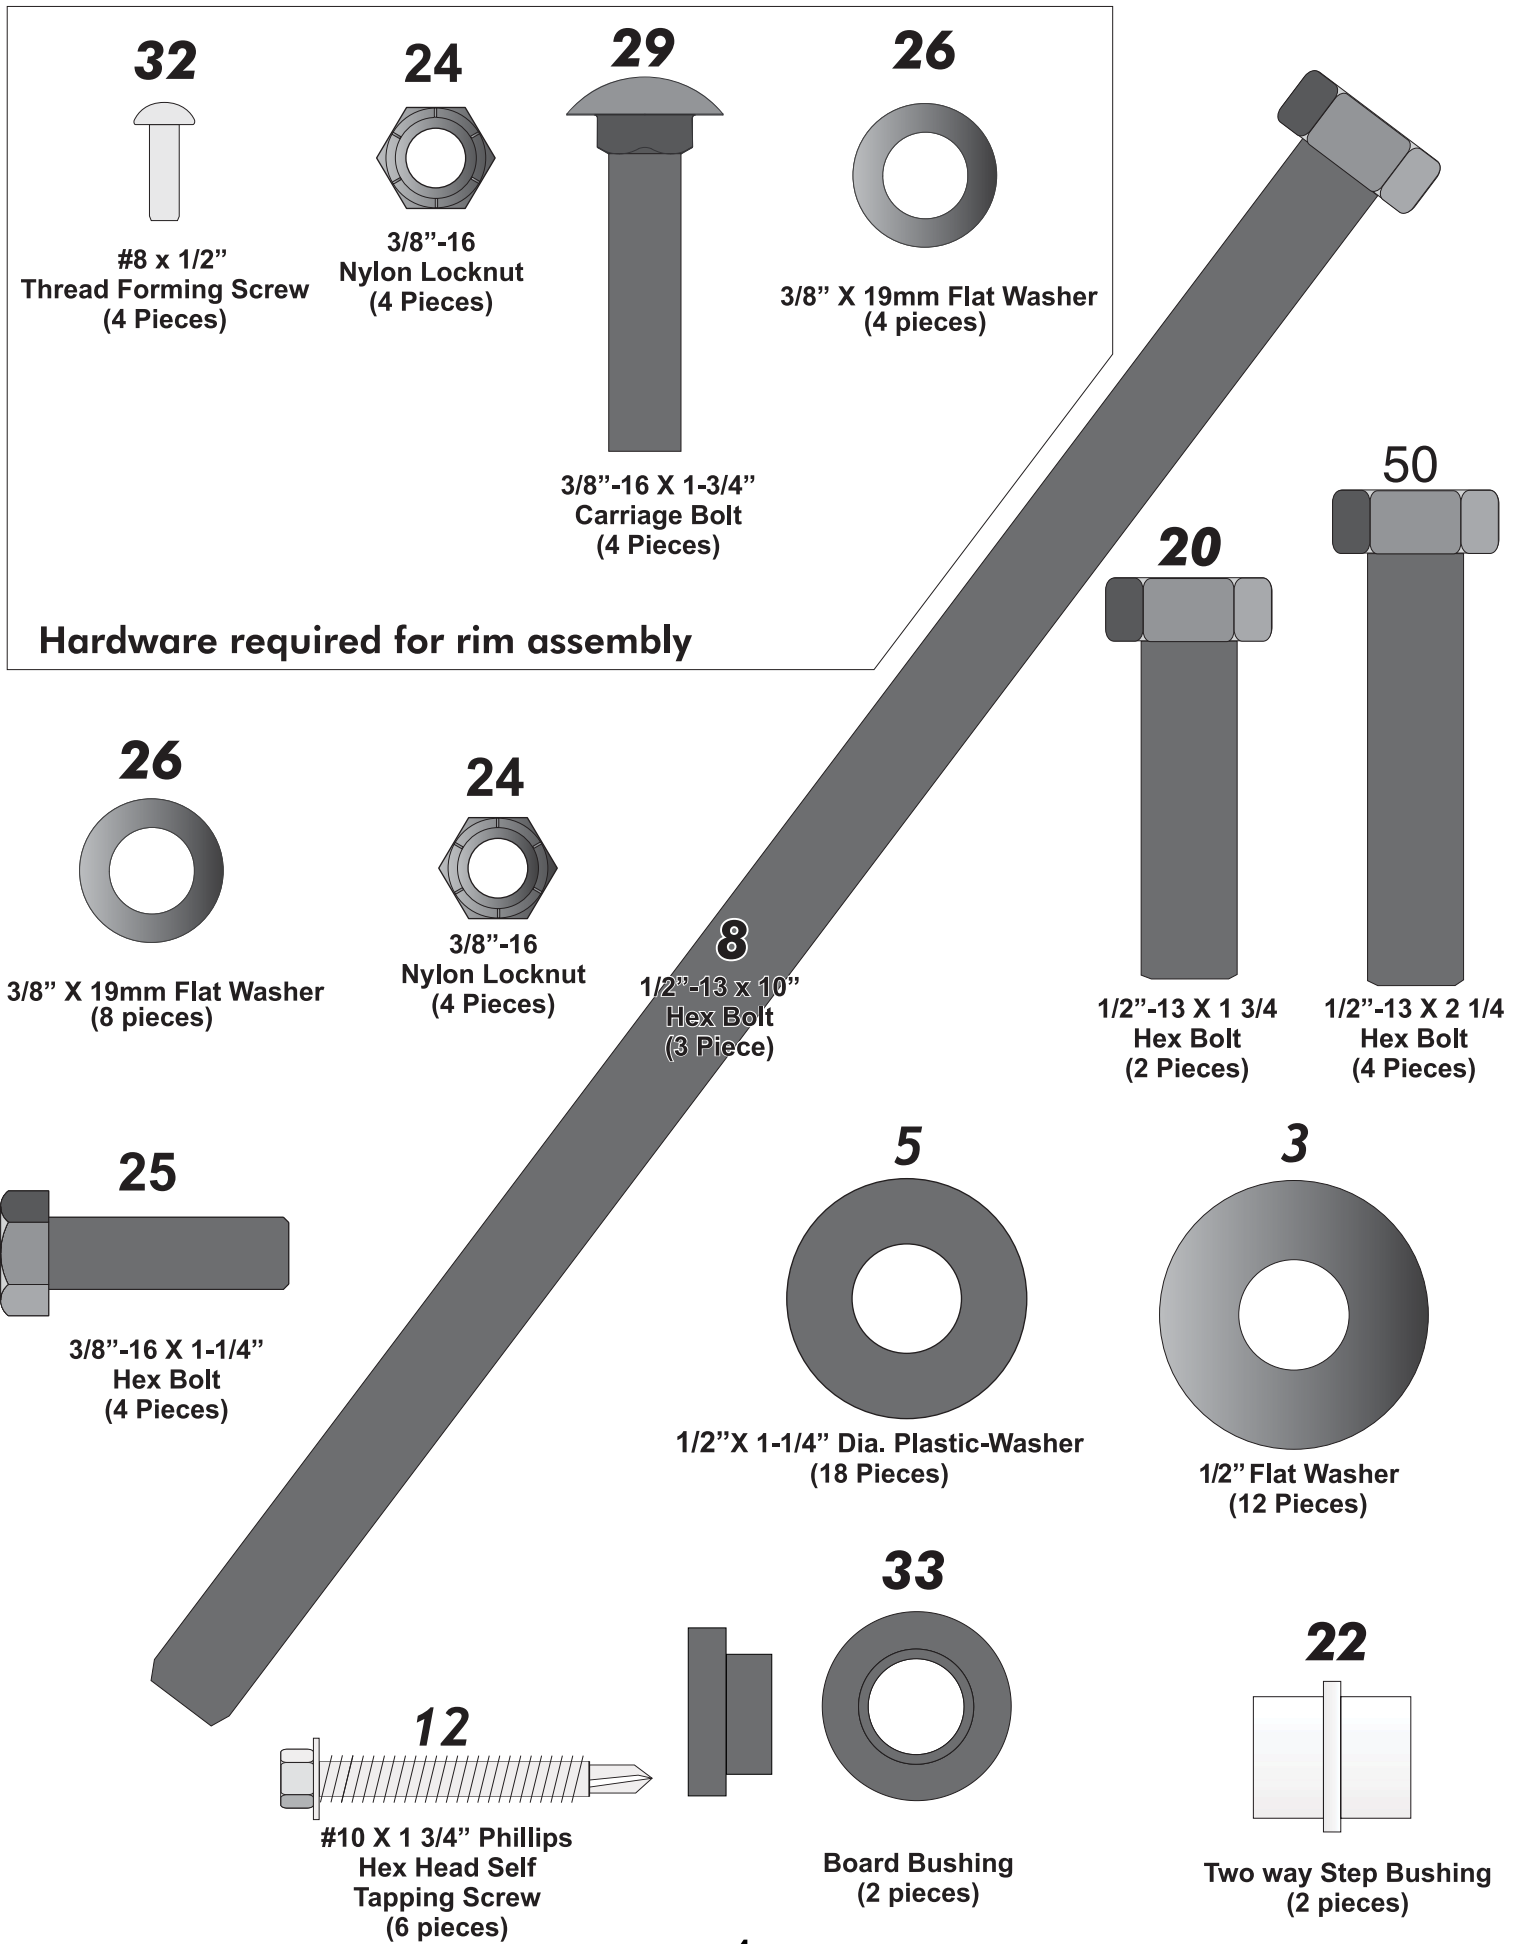 32
#8 x 1/2”
Thread Forming Screw
(4 Pieces)
24
3/8”-16
Nylon Locknut
(4 Pieces)
29
3/8”-16 X 1-3/4”
Carriage Bolt
(4 Pieces)
26
3/8” X 19mm Flat Washer
(4 pieces)
Hardware required for rim assembly
50
1/2”-13 X 2 1/4
Hex Bolt
(4 Pieces)
20
1/2”-13 X 1 3/4
Hex Bolt
(2 Pieces)
26
3/8” X 19mm Flat Washer
(8 pieces)
24
3/8”-16
Nylon Locknut
(4 Pieces)
8
1/2”-13 x 10”
Hex Bolt
(3 Piece)
25
3/8”-16 X 1-1/4”
Hex Bolt
(4 Pieces)
5
1/2”X 1-1/4” Dia. Plastic-Washer
(18 Pieces)
3
1/2” Flat Washer
(12 Pieces)
12
#10 X 1 3/4” Phillips
Hex Head Self
Tapping Screw
(6 pieces)
33
Board Bushing
(2 pieces)
22
Two way Step Bushing
(2 pieces)